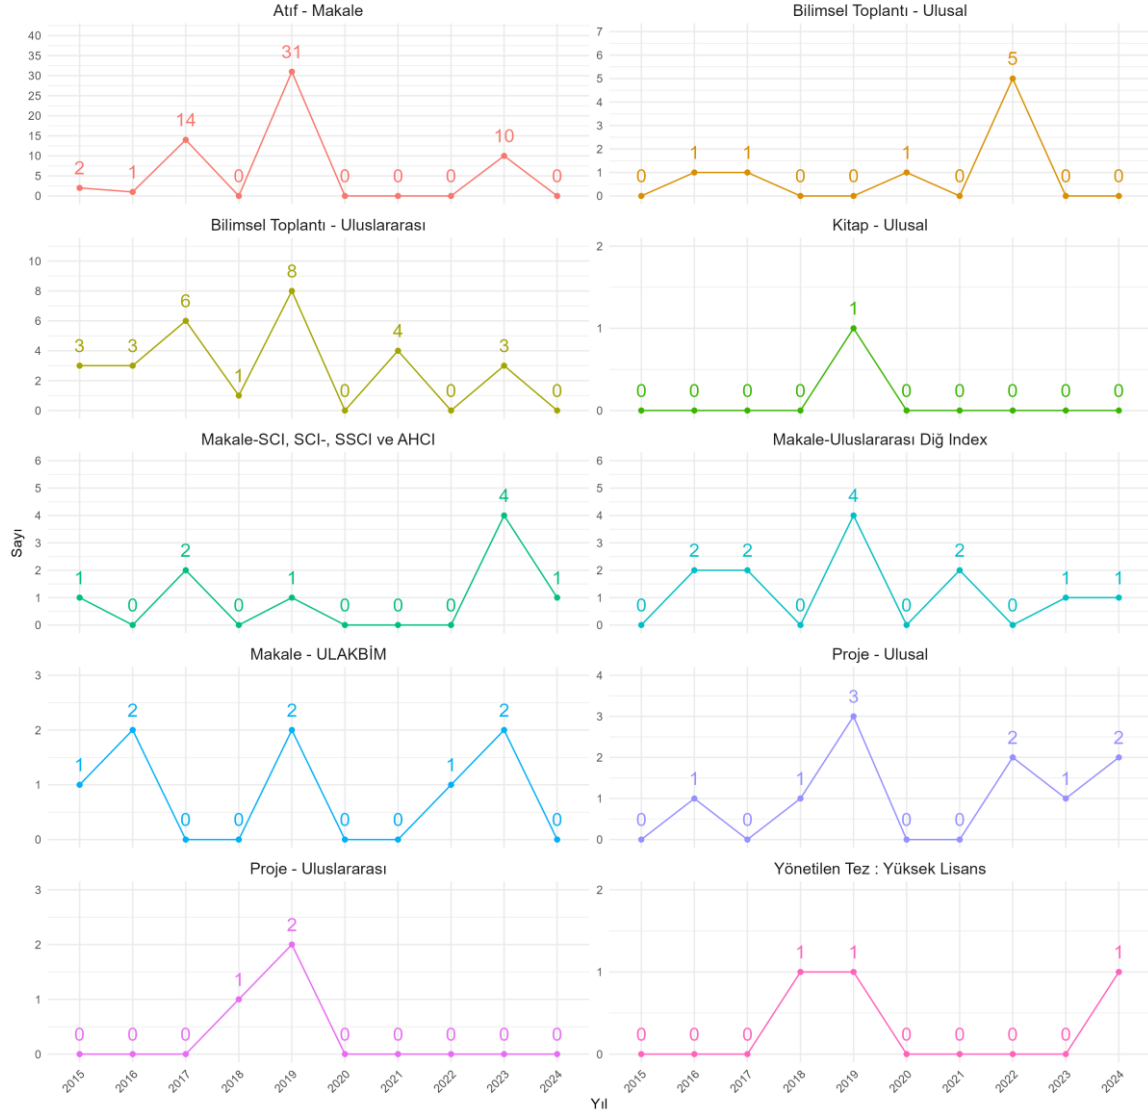 Atıf - Makale
40
35
30
25
20
15
10
5
0
2 1 14 0 31 0 0 0 10 0
Bilimsel Toplantı - Ulusal
7
6
5
4
3
2
1
0
0 1 1 0 0 1 0 5 0 0
Bilimsel Toplantı - Uluslararası
10
8
6
4
2
0
3 3 6 1 8 0 4 0 3 0
Kitap - Ulusal
2
1
0
0 0 0 0 1 0 0 0 0 0
Makale-SCI, SCI-, SSCI ve AHCI
6
5
4
3
2
1
0
1 0 2 0 1 0 0 0 4 1
Makale-Uluslararası Diğ Index
6
5
4
3
2
1
0
0 2 2 0 4 0 2 0 1 1
Makale - ULAKBİM
3
2
1
0
1 2 0 0 2 0 0 1 2 0
Proje - Ulusal
4
3
2
1
0
0 1 0 1 3 0 0 2 1 2
Proje - Uluslararası
3
2
1
0
0 0 0 1 2 0 0 0 0 0
2015 2016 2017 2018 2019 2020 2021 2022 2023 2024
Yönetilen Tez : Yüksek Lisans
2
1
0
0 0 0 1 1 0 0 0 0 1
2015 2016 2017 2018 2019 2020 2021 2022 2023 2024
Sayı
Yıl